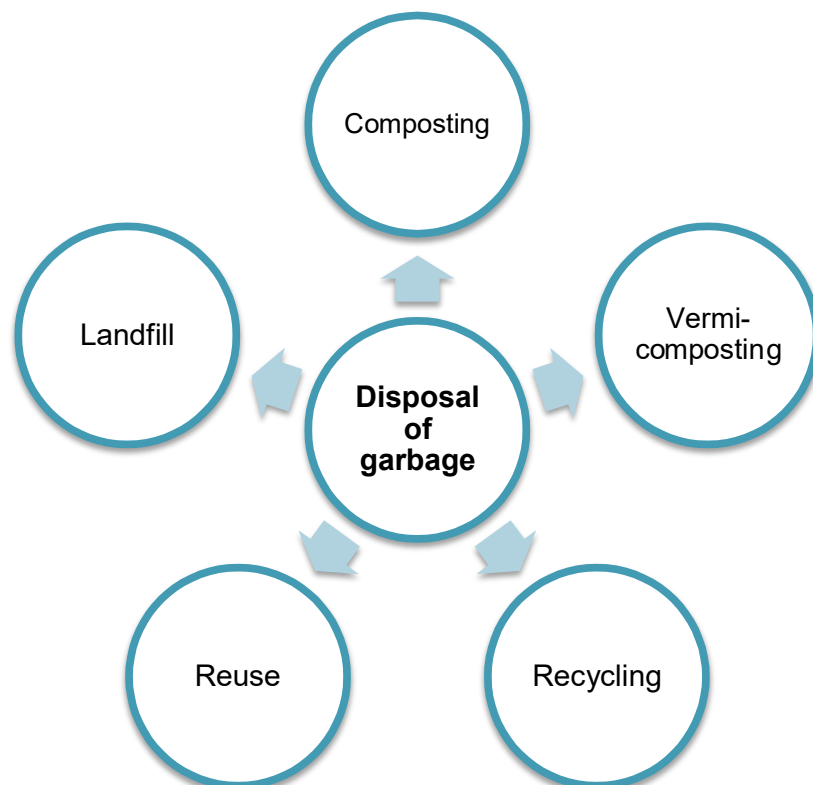 Composting
Landfill
Vermi-
composting
Disposal
of
garbage
Reuse
Recycling